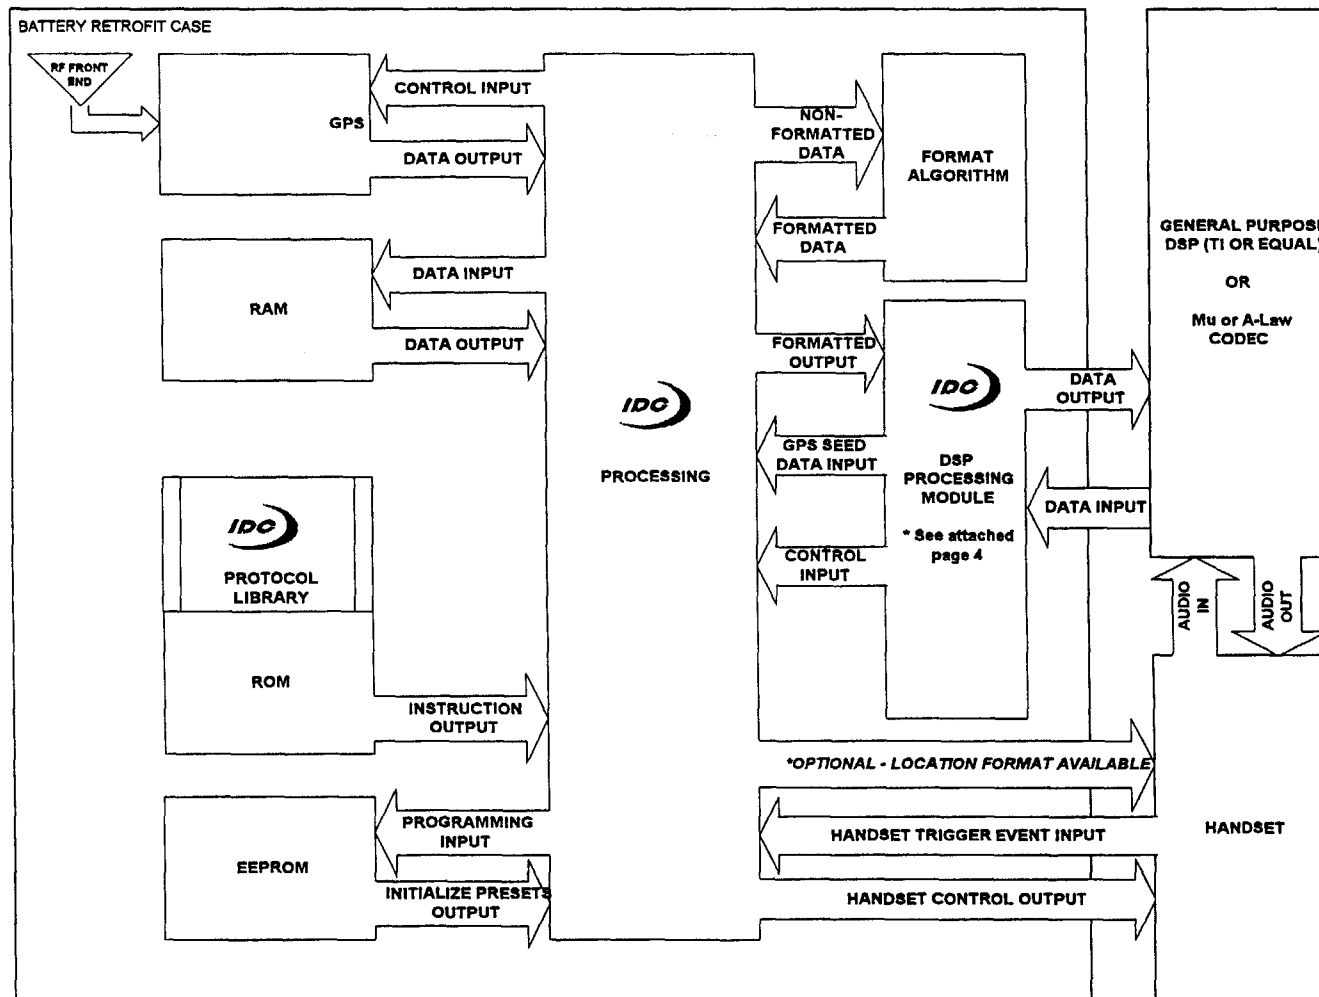 BATTERY RETROFIT CASE
RF FRONT
END
GPS
CONTROL INPUT
DATA OUTPUT
NON-
FORMATTED
DATA
FORMAT
ALGORITHM
FORMATTED
DATA
RAM
DATA INPUT
DATA OUTPUT
FORMATTED
OUTPUT
IDC
PROCESSING
GPS SEED
DATA INPUT
CONTROL
INPUT
IDC
DSP
PROCESSING
MODULE
* See attached
page 4
DATA
OUTPUT
DATA INPUT
GENERAL PURPOSE
DSP (TI OR EQUAL)
OR
Mu or A-Law
CODEC
AUDIO
IN
AUDIO
OUT
IDC
PROTOCOL
LIBRARY
ROM
INSTRUCTION
OUTPUT
*OPTIONAL - LOCATION FORMAT AVAILABLE
EEPROM
PROGRAMMING
INPUT
INITIALIZE PRESETS
OUTPUT
HANDSET TRIGGER EVENT INPUT
HANDSET CONTROL OUTPUT
HANDSET